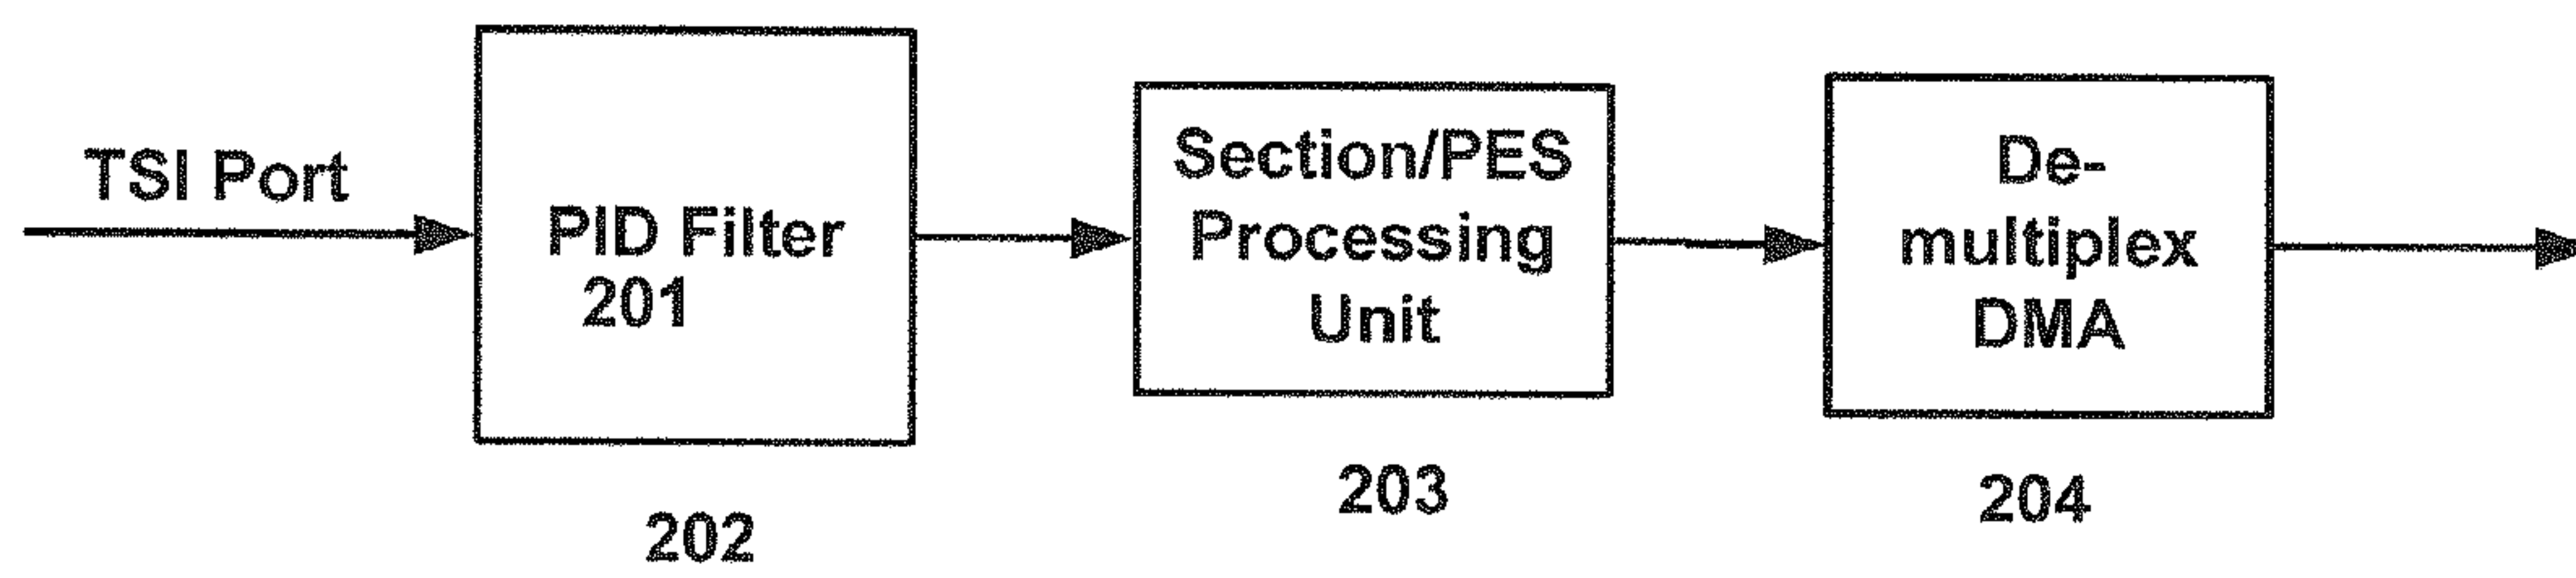 TSI Port
PID Filter
201
202
Section/PES
Processing
Unit
203
De-
multiplex
DMA
204